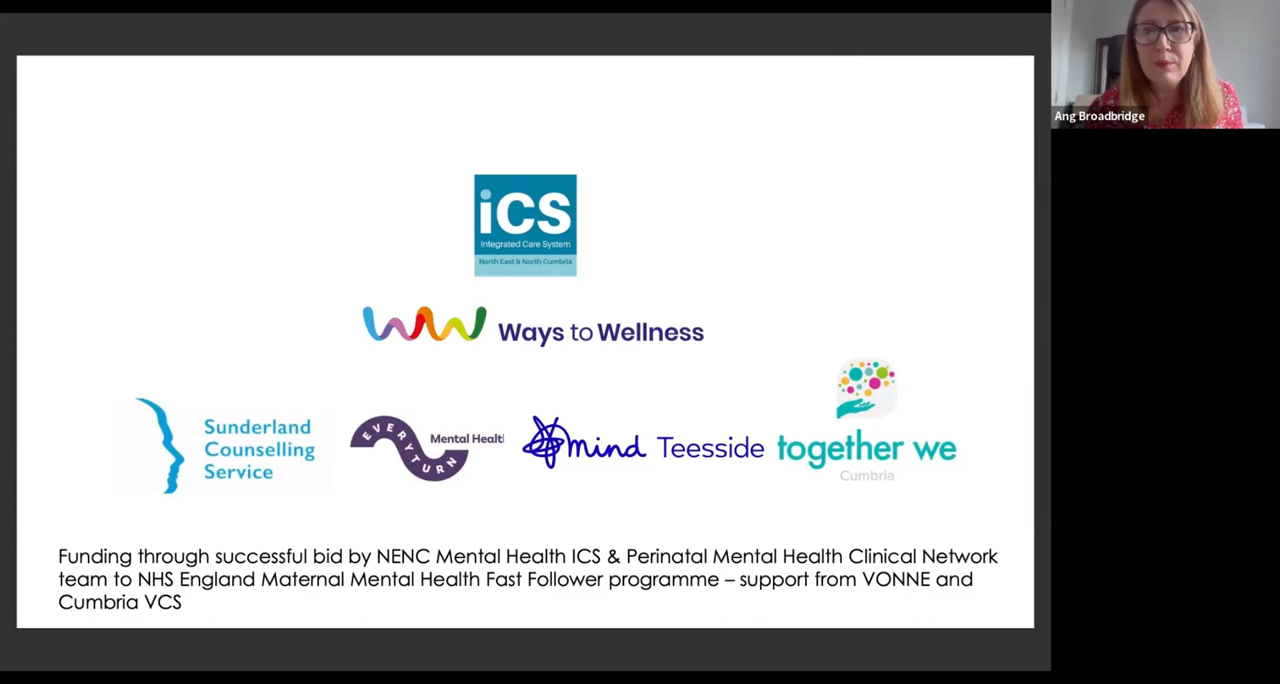 Ang Broadbridge
iCS
Integrated Care System
North East & North Cumbria
Ways to Wellness
Sunderland
Counselling
Service
EVERYTURN
Mental Healt
mind Teesside
together we
Cumbria
Funding through successful bid by NENC Mental Health ICS & Perinatal Mental Health Clinical Network
team to NHS England Maternal Mental Health Fast Follower programme – support from VONNE and
Cumbria VCS